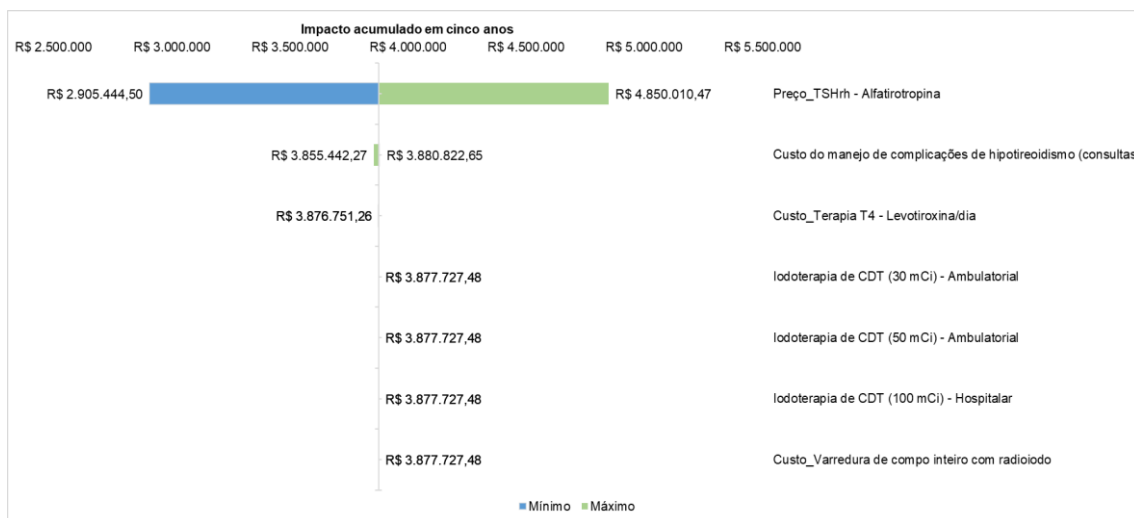 Impacto acumulado em cinco anos
R$ 2.500.000 R$ 3.000.000 R$ 3.500.000 R$ 4.000.000 R$ 4.500.000 R$ 5.000.000 R$ 5.500.000
R$ 2.905.444,50 R$ 4.850.010,47 Preço_TSHrh - Alfatirotropina
R$ 3.855.442,27 R$ 3.880.822,65 Custo do manejo de complicações de hipotireoidismo (consultas
R$ 3.876.751,26 Custo_Terapia T4 - Levotiroxina/dia
R$ 3.877.727,48 Iodoterapia de CDT (30 mCi) - Ambulatorial
R$ 3.877.727,48 Iodoterapia de CDT (50 mCi) - Ambulatorial
R$ 3.877.727,48 Iodoterapia de CDT (100 mCi) - Hospitalar
R$ 3.877.727,48 Custo_Varredura de compo inteiro com radioiodo
Mínimo Máximo